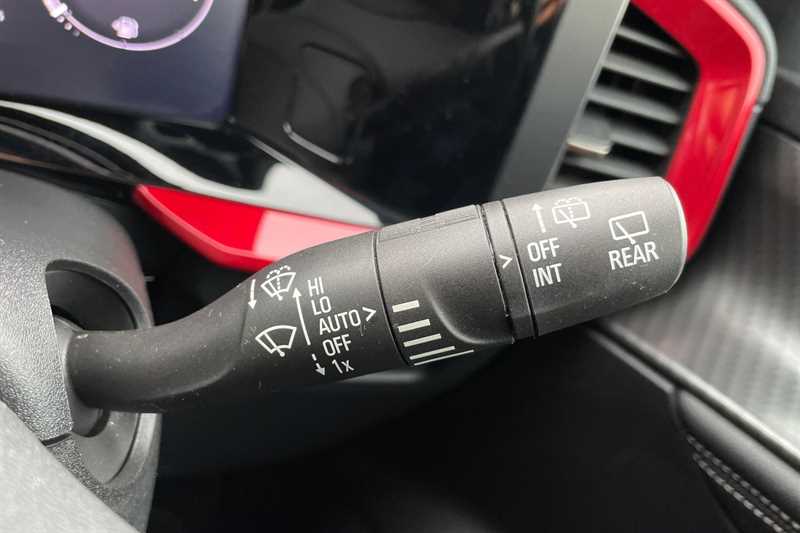 HI
LO
AUTO
OFF
1x
OFF
INT
REAR